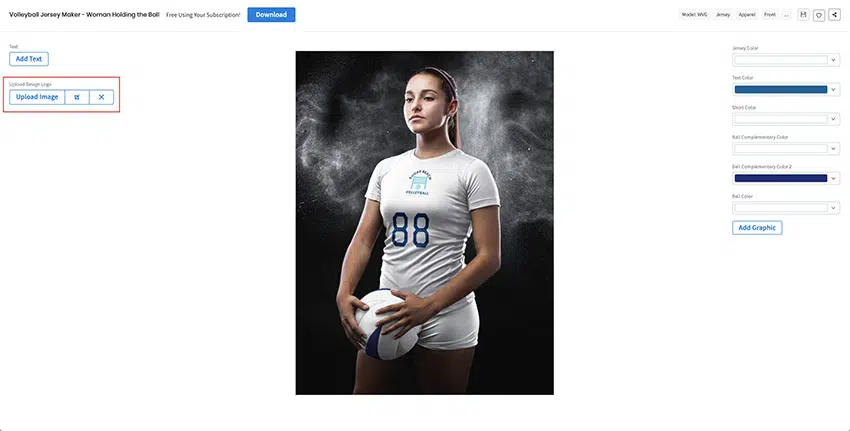 Volleyball Jersey Maker - Woman Holding the Ball
Free Using Your Subscription!
Download
Model: WVG
Jersey
Apparel
Front
...
Text
Add Text
Upload Design Logo
Upload Image
Jersey Color
Text Color
Short Color
Ball Complementary Color
Ball Complementary Color 2
Ball Color
Add Graphic
VOLLEYBALL
88